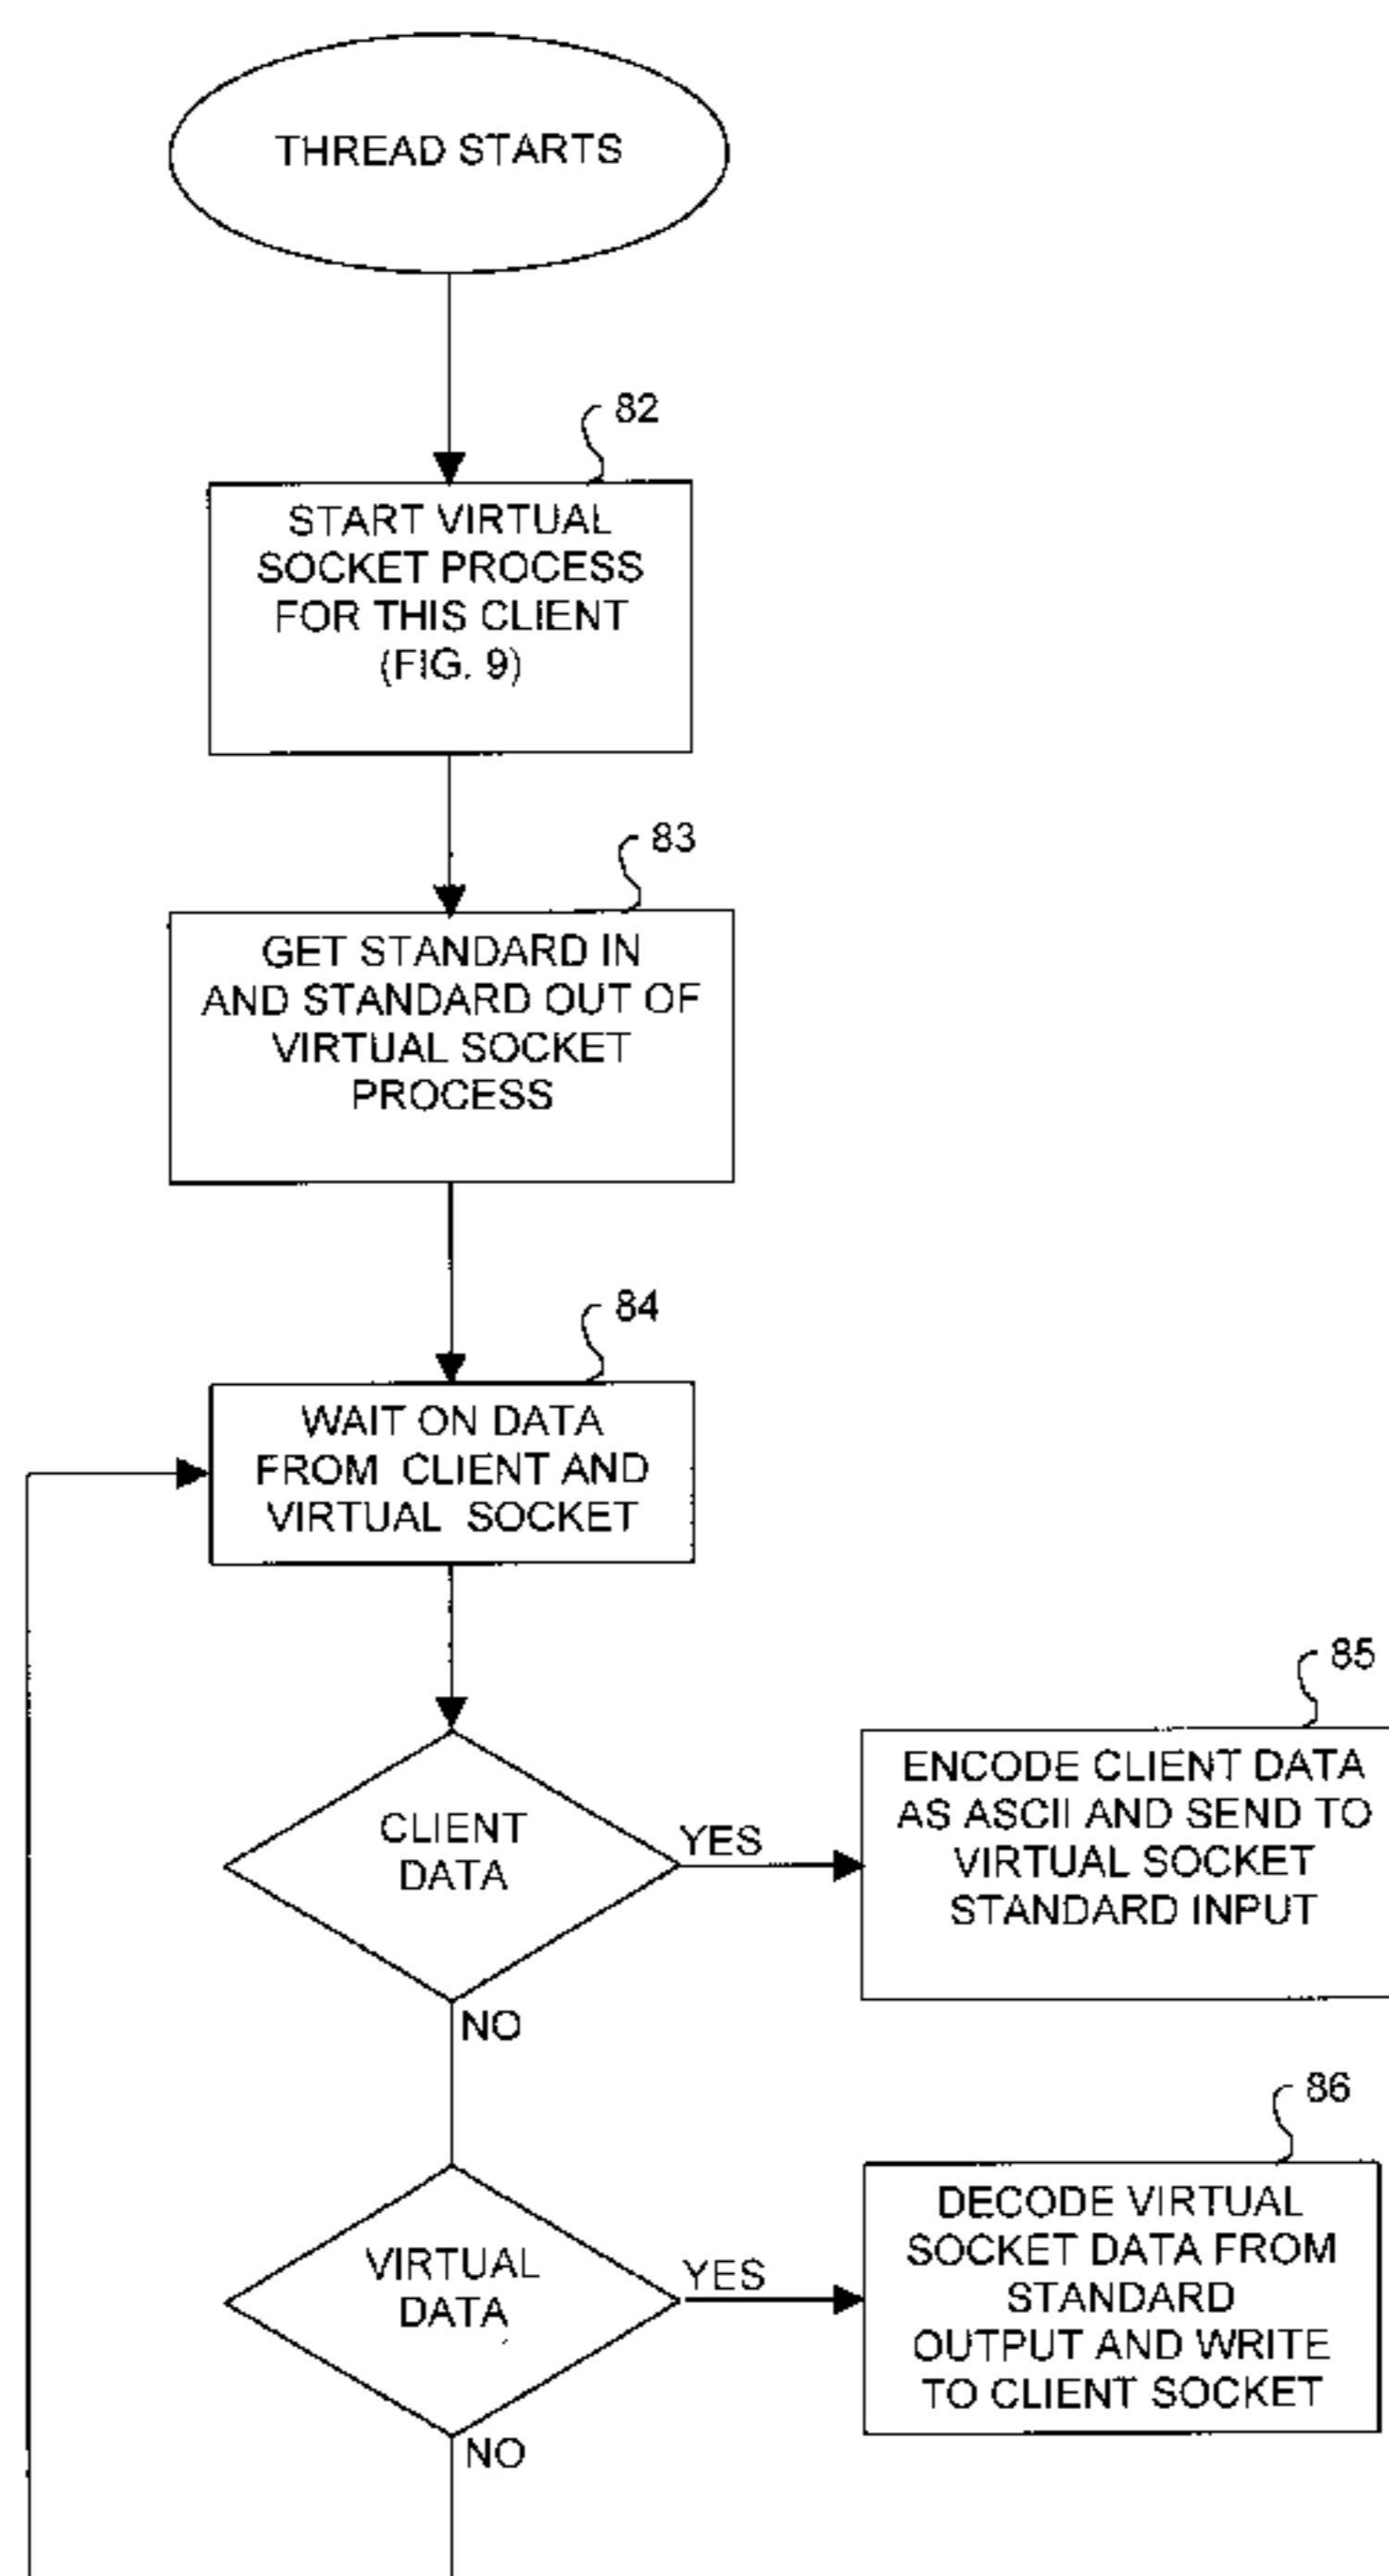 THREAD STARTS
82
START VIRTUAL
SOCKET PROCESS
FOR THIS CLIENT
(FIG. 9)
83
GET STANDARD IN
AND STANDARD OUT OF
VIRTUAL SOCKET
PROCESS
84
WAIT ON DATA
FROM CLIENT AND
VIRTUAL SOCKET
85
CLIENT
DATA
YES
ENCODE CLIENT DATA
AS ASCII AND SEND TO
VIRTUAL SOCKET
STANDARD INPUT
NO
86
VIRTUAL
DATA
YES
DECODE VIRTUAL
SOCKET DATA FROM
STANDARD
OUTPUT AND WRITE
TO CLIENT SOCKET
NO